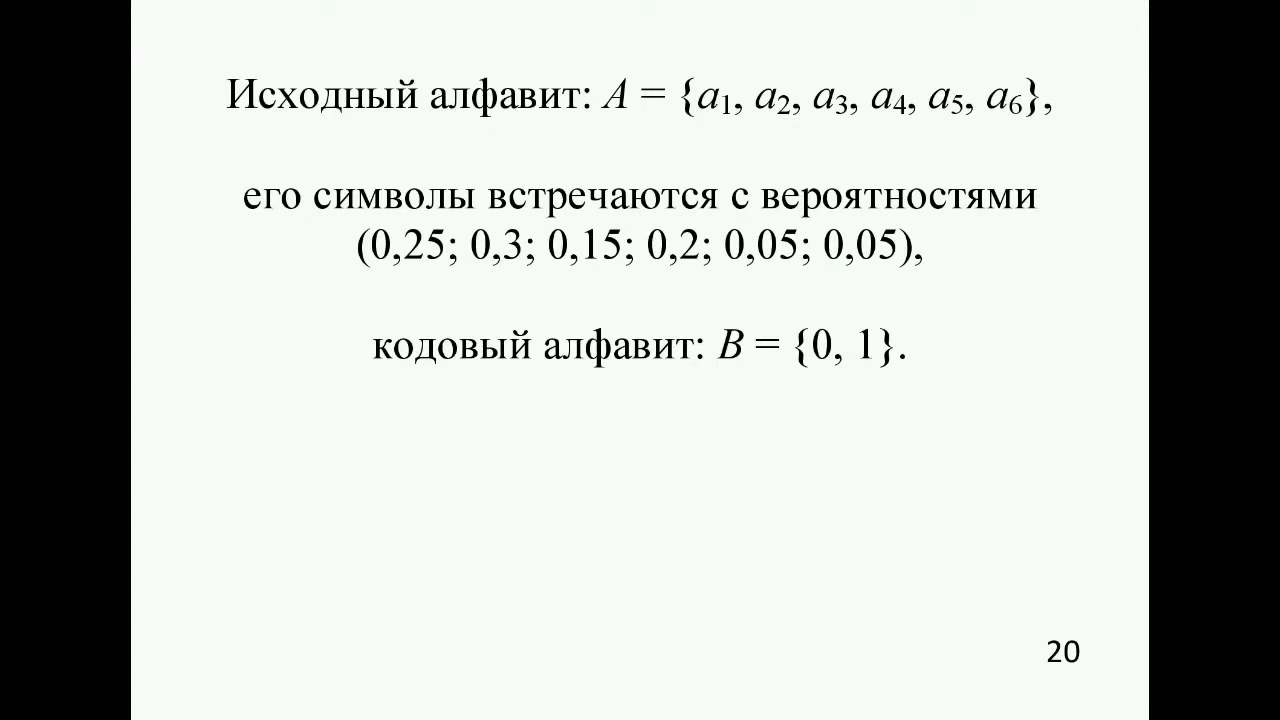 Исходный алфавит: A = {a₁, a₂, a₃, a₄, a₅, a₆},
его символы встречаются с вероятностями
(0,25; 0,3; 0,15; 0,2; 0,05; 0,05),
кодовый алфавит: B = {0, 1}.
20